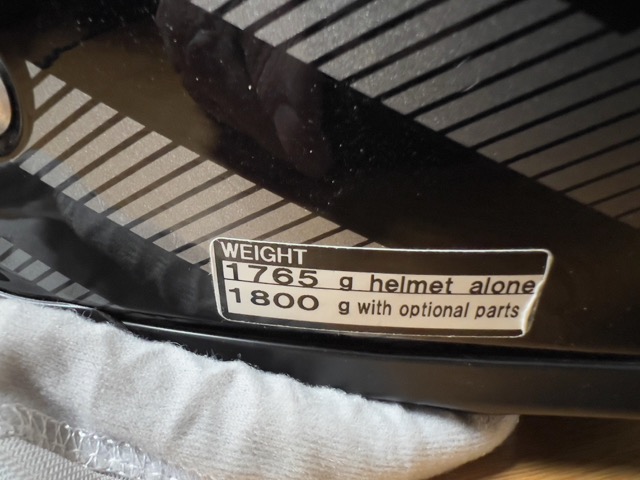 WEIGHT
1765 g helmet alone
1800 g with optional parts